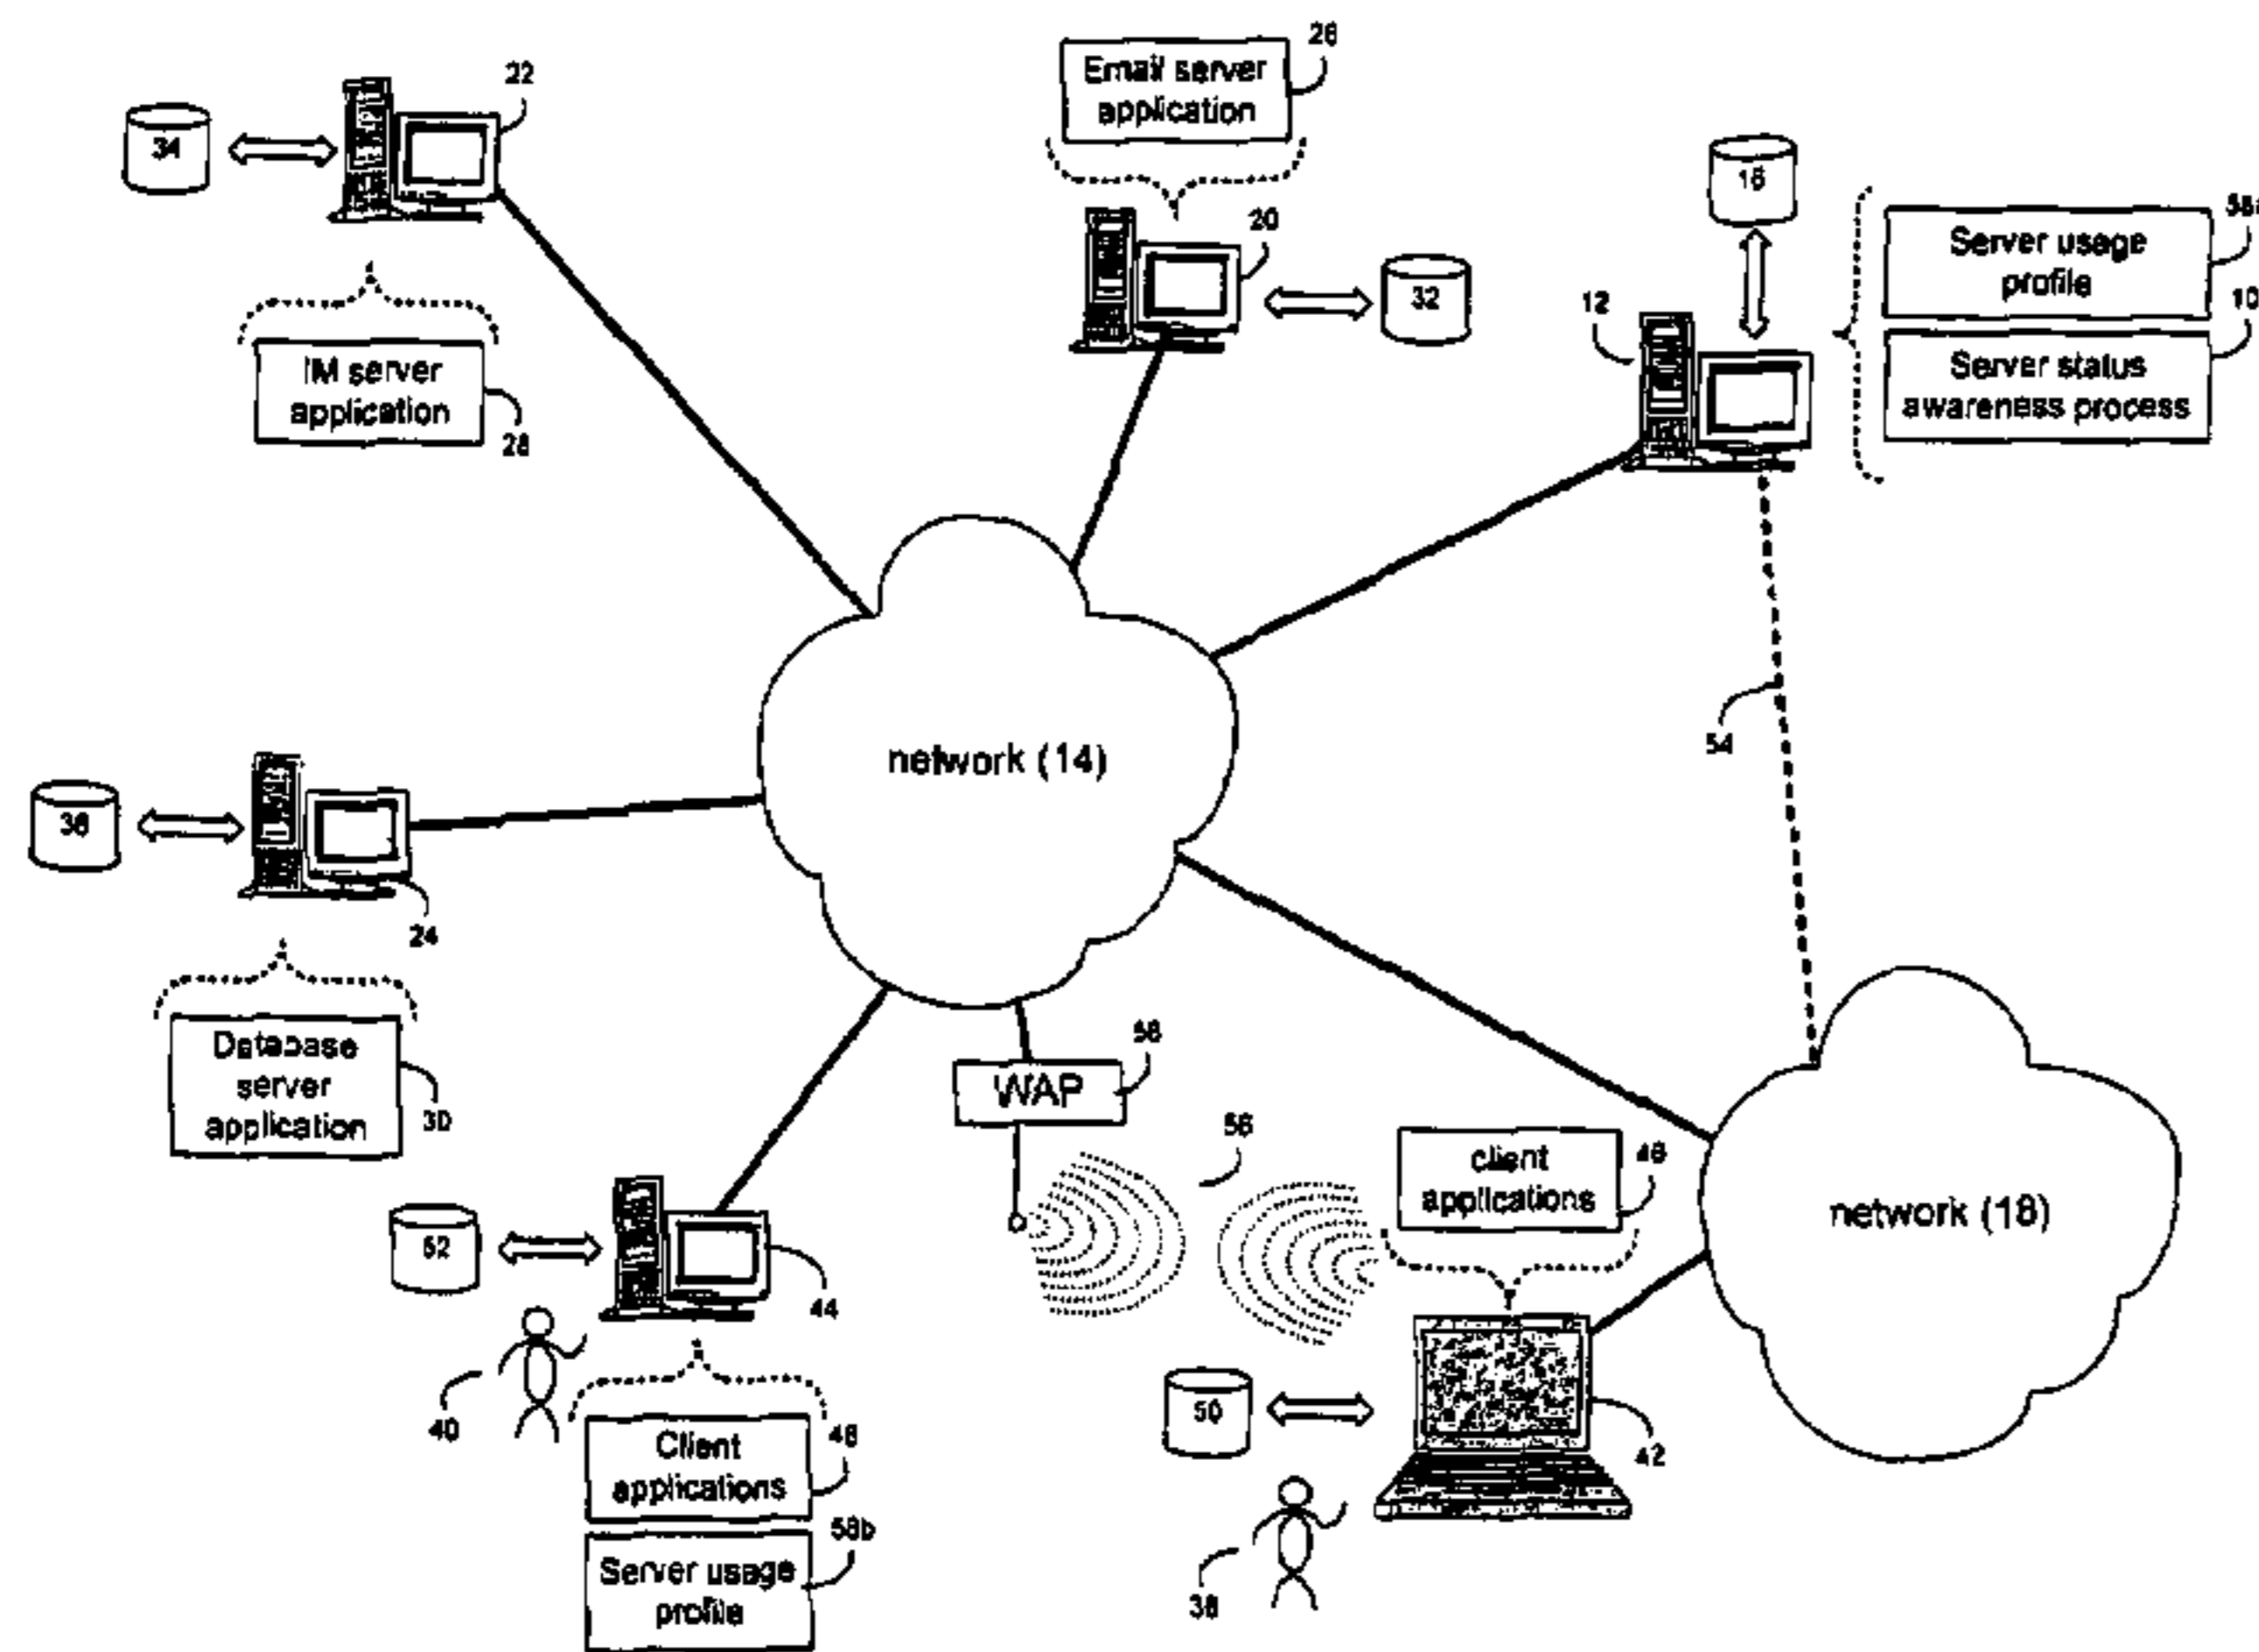 22
34
IM server
application
28
Email server
application
26
20
32
16
12
Server usage
profile
58a
Server status
awareness process
10
54
network (14)
36
24
Database
server
application
30
WAP
58
56
client
applications
46
network (18)
52
44
40
Client
applications
48
Server usage
profile
58b
50
42
38